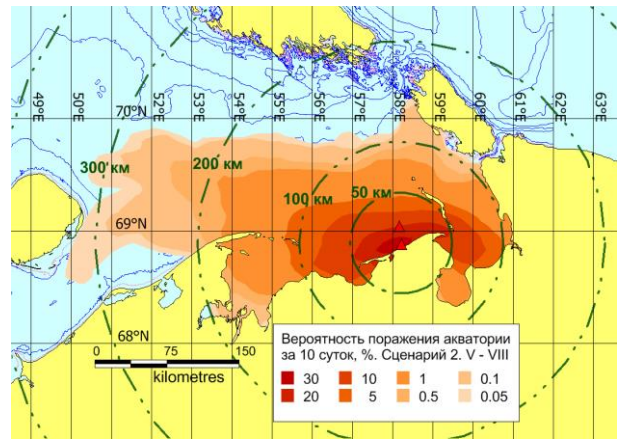 49°E 50°E 51°E 52°E 53°E 54°E 55°E 56°E 57°E 58°E 59°E 60°E 61°E 62°E 63°E
70°N
300 км
200 км
100 км
50 км
69°N
68°N
0 75 150
kilometres
Вероятность поражения акватории
за 10 суток, %. Сценарий 2. V - VIII
30 10 1 0.1
20 5 0.5 0.05